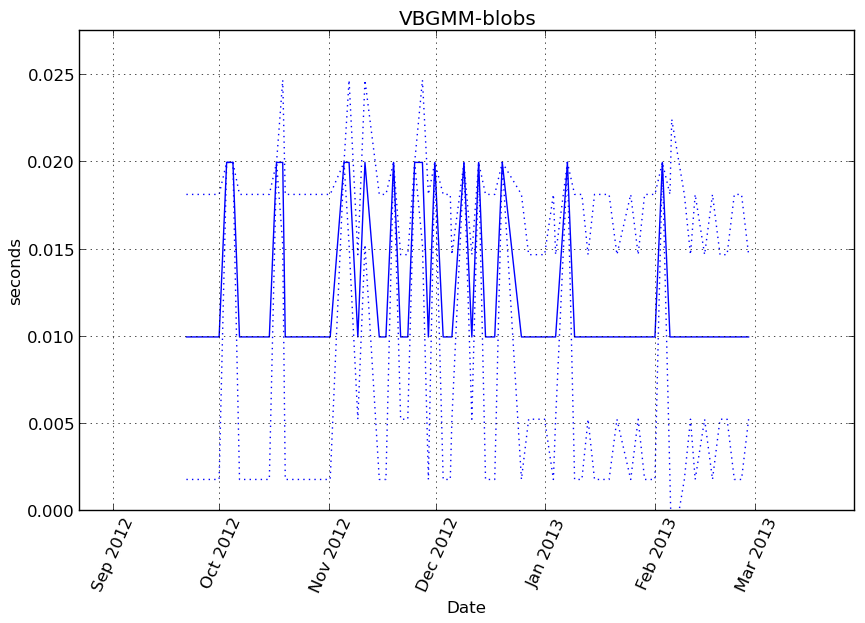 VBGMM-blobs
0.025
0.020
0.015
0.010
0.005
0.000
seconds
Sep 2012
Oct 2012
Nov 2012
Dec 2012
Jan 2013
Feb 2013
Mar 2013
Date